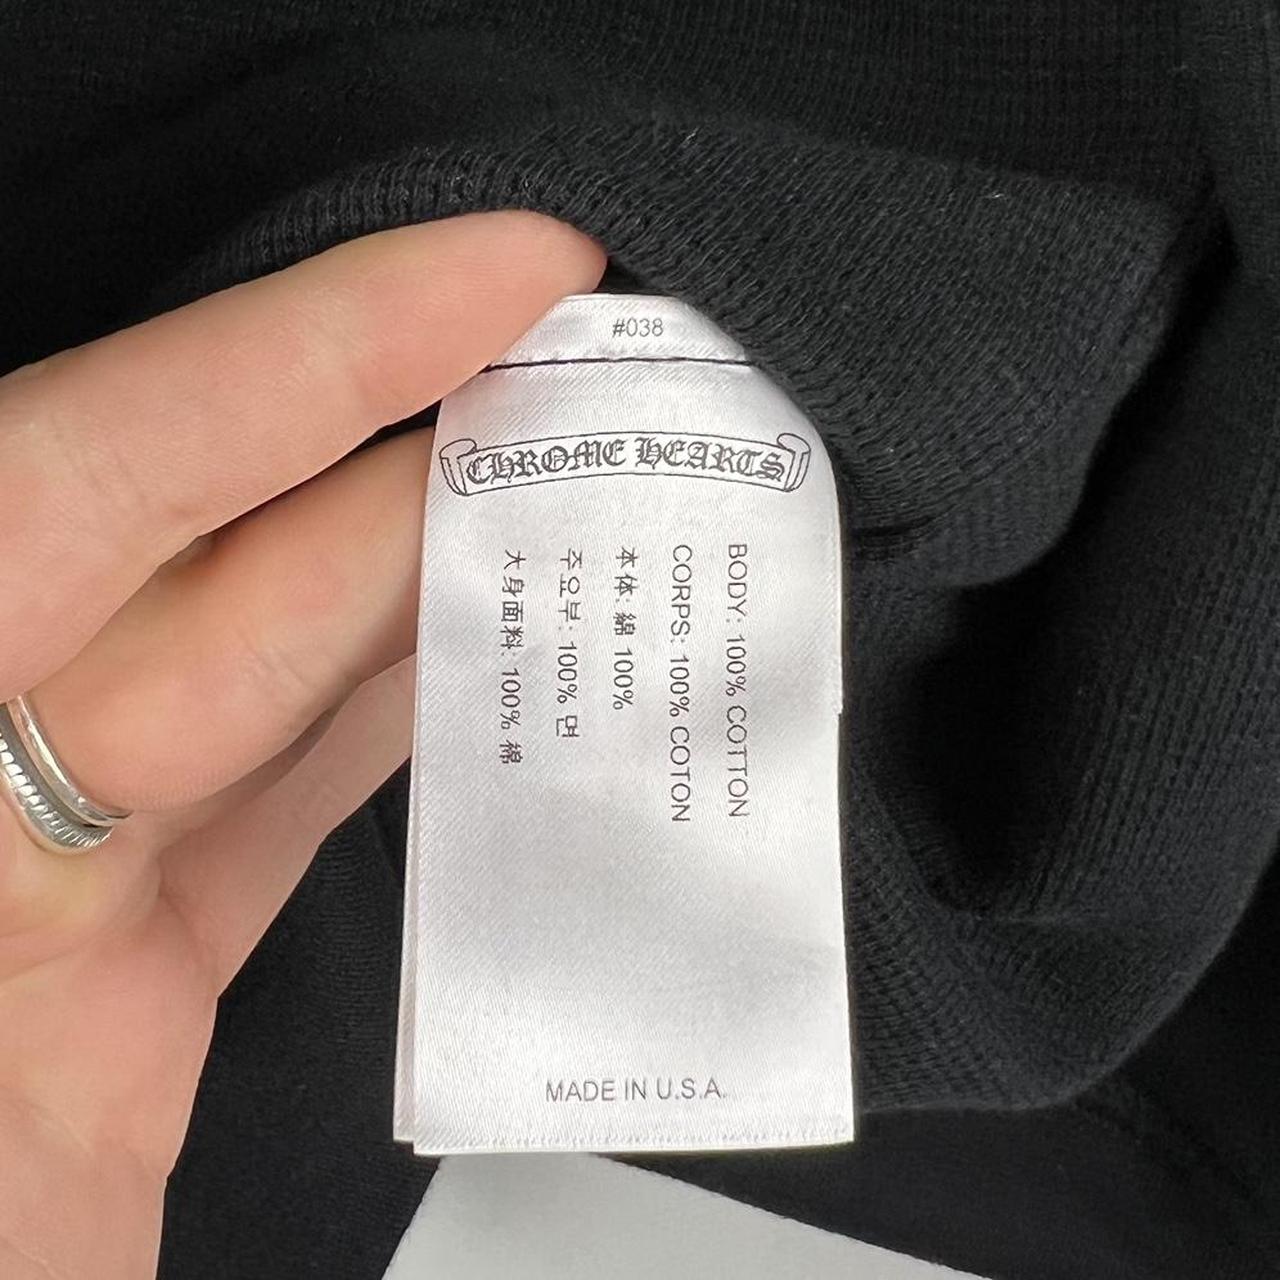 #038
CHROME HEARTS
BODY: 100% COTTON
CORPS: 100% COTON
本体: 綿 100%
주요부: 100% 면
大身面料: 100% 棉
MADE IN U.S.A.